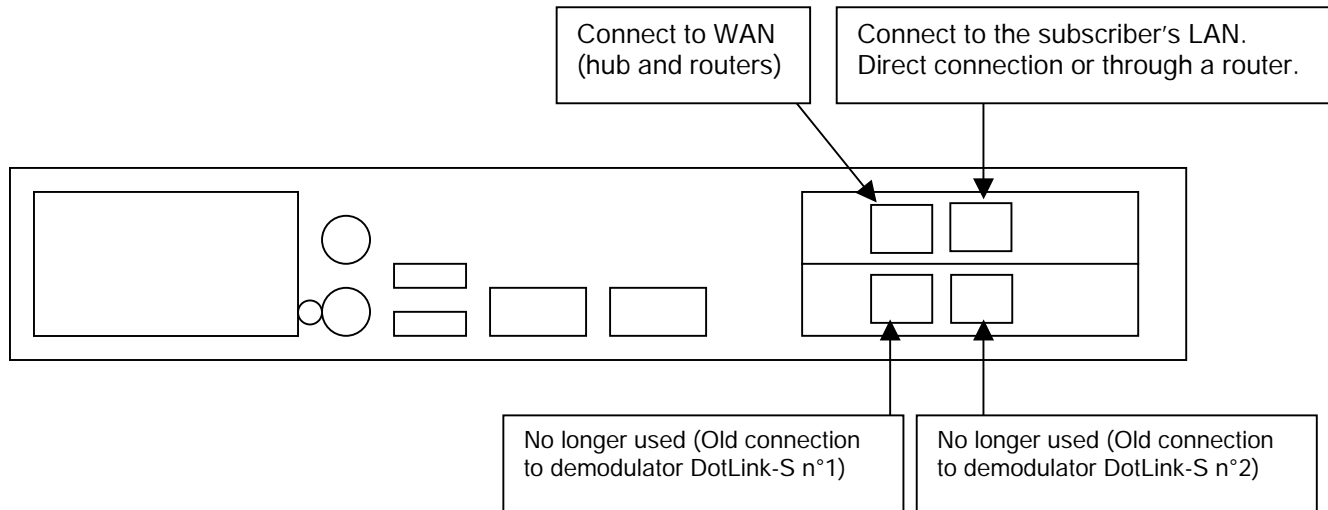 Connect to WAN
(hub and routers)
Connect to the subscriber’s LAN.
Direct connection or through a router.
No longer used (Old connection
to demodulator DotLink-S n°1)
No longer used (Old connection
to demodulator DotLink-S n°2)